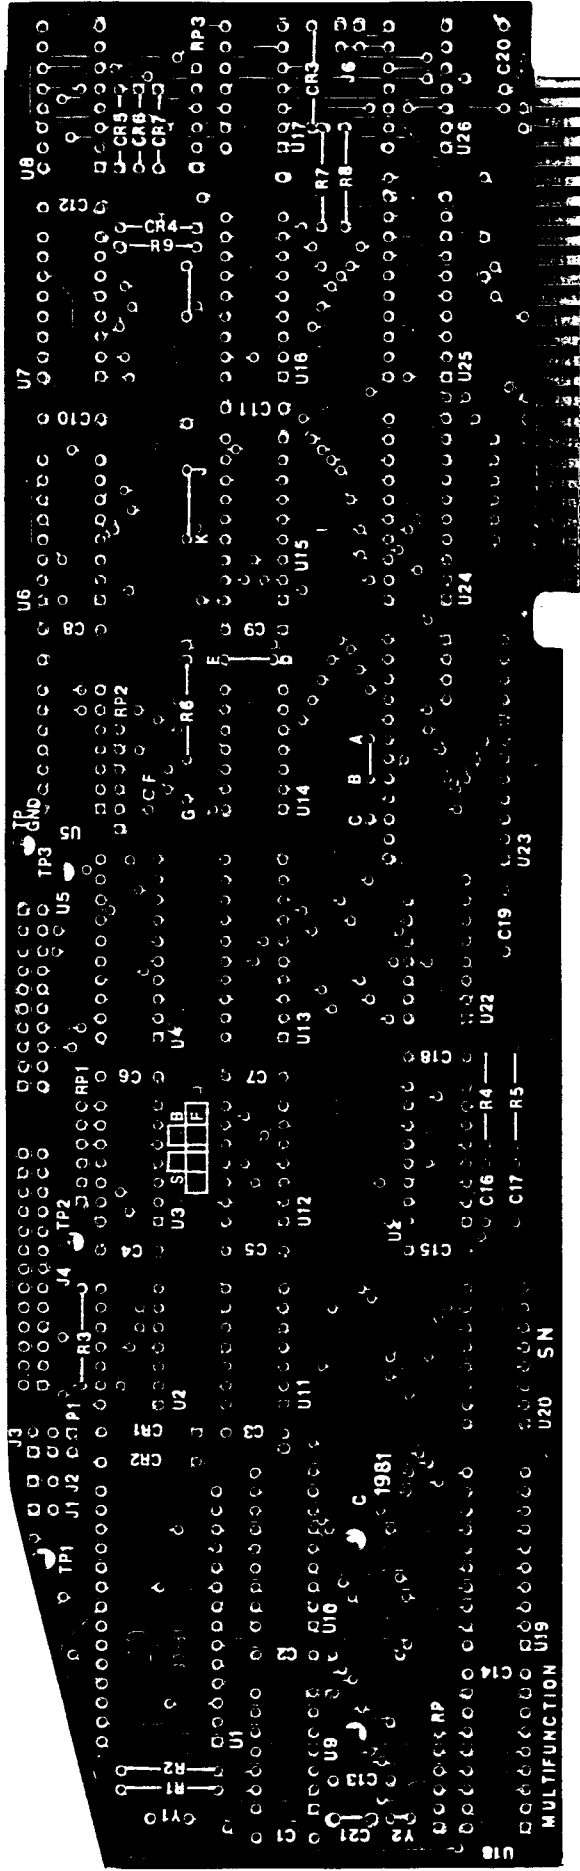 U8
CR5
CR6
CR7
RP3
U17
CR3
J6
U26
C20
C12
CR4
R9
R7
R8
U7
C10
C11
U16
U25
K
J
U6
C8
C9
U15
U24
E
D
RP2
F
G
R6
U14
C
B
A
TP
GND
U5
TP3
U5
U23
C19
U4
U13
U22
RP1
C6
C7
C18
S
B
F
TP2
J4
C4
U3
C5
U12
C15
C16
R4
C17
R5
R3
P1
U2
U11
SN
U20
J3
J1
J2
CR1
CR2
C3
TP1
C
1981
U10
C2
U19
C14
U1
R2
R1
Y1
U9
C13
RP
C1
C21
Y2
U18
MULTIFUNCTION